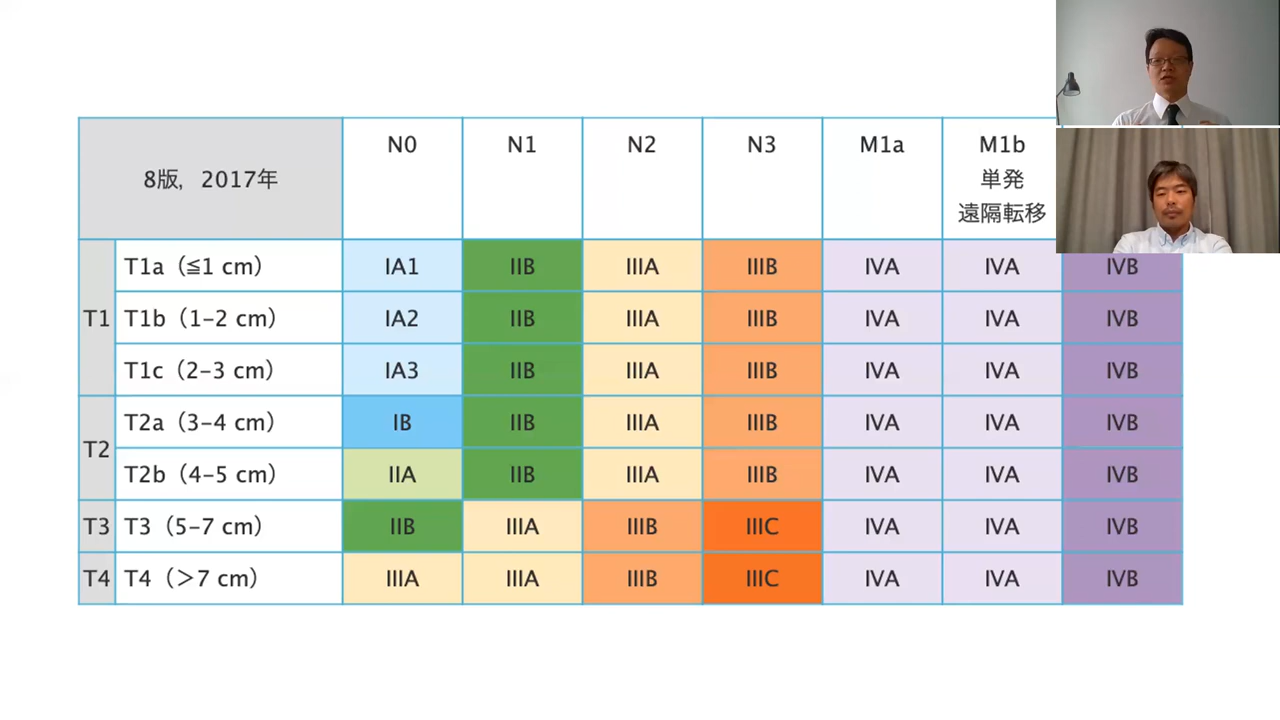 8版，2017年 N0 N1 N2 N3 M1a M1b
単発
遠隔転移
T1 T1a（≦1 cm） IA1 IIB IIIA IIIB IVA IVA IVB
T1b（1–2 cm） IA2 IIB IIIA IIIB IVA IVA IVB
T1c（2–3 cm） IA3 IIB IIIA IIIB IVA IVA IVB
T2 T2a（3–4 cm） IB IIB IIIA IIIB IVA IVA IVB
T2b（4–5 cm） IIA IIB IIIA IIIB IVA IVA IVB
T3 T3（5–7 cm） IIB IIIA IIIB IIIC IVA IVA IVB
T4 T4（＞7 cm） IIIA IIIA IIIB IIIC IVA IVA IVB